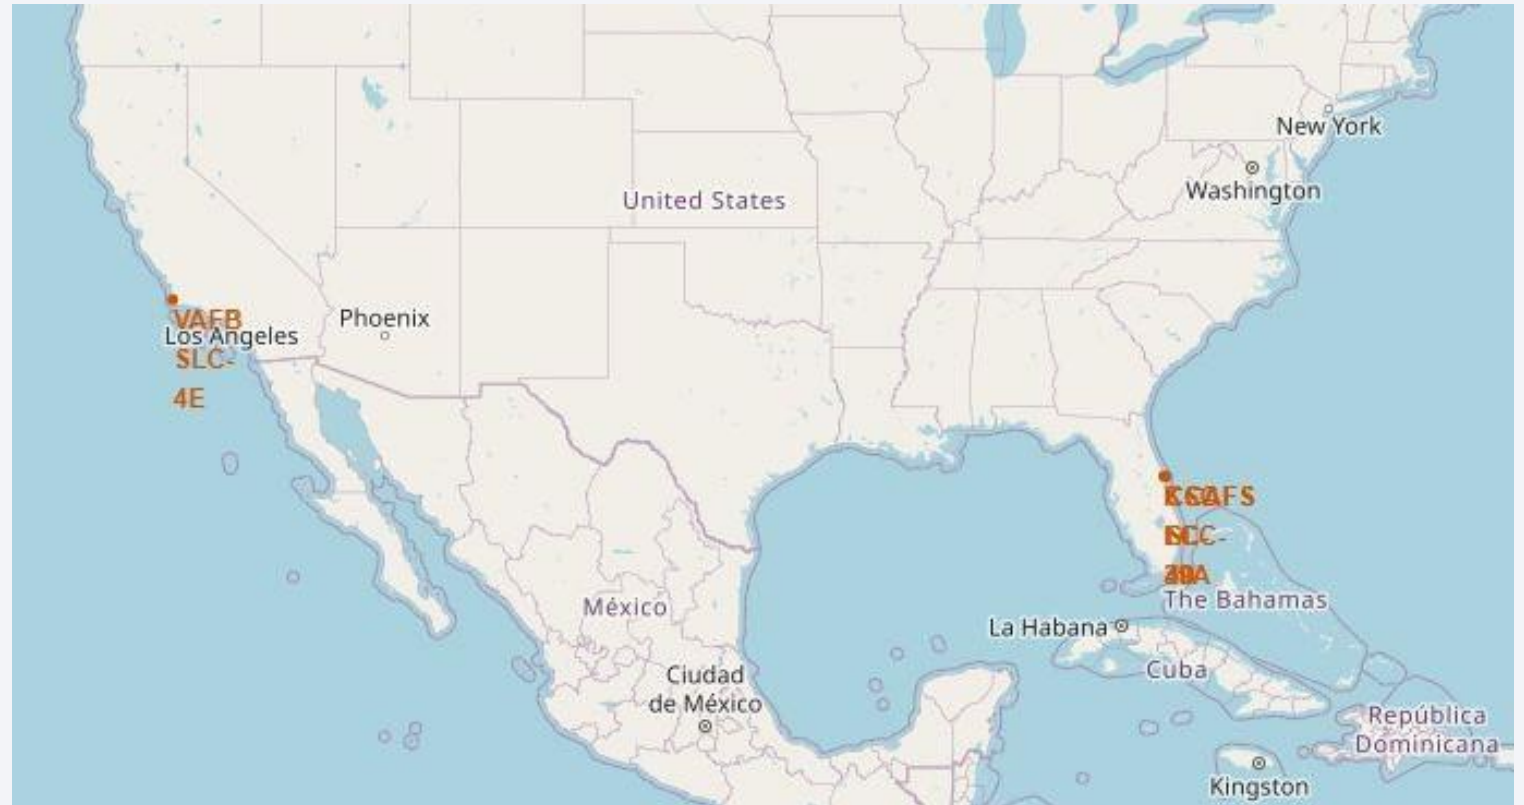 New York
Washington
United States
Phoenix
VAFB
Los Angeles
SLC-
4E
The Bahamas
México
La Habana
Cuba
Ciudad
de México
República
Dominicana
Kingston